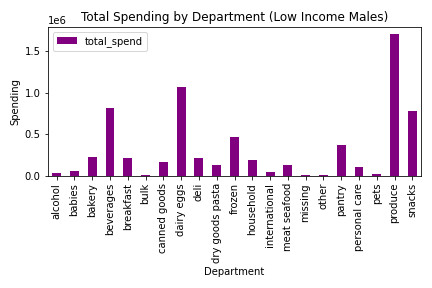 Total Spending by Department (Low Income Males)
1e6
total_spend
1.5
1.0
0.5
0.0
Spending
alcohol
babies
bakery
beverages
breakfast
bulk
canned goods
dairy eggs
deli
dry goods pasta
frozen
household
international
meat seafood
missing
other
pantry
personal care
pets
produce
snacks
Department